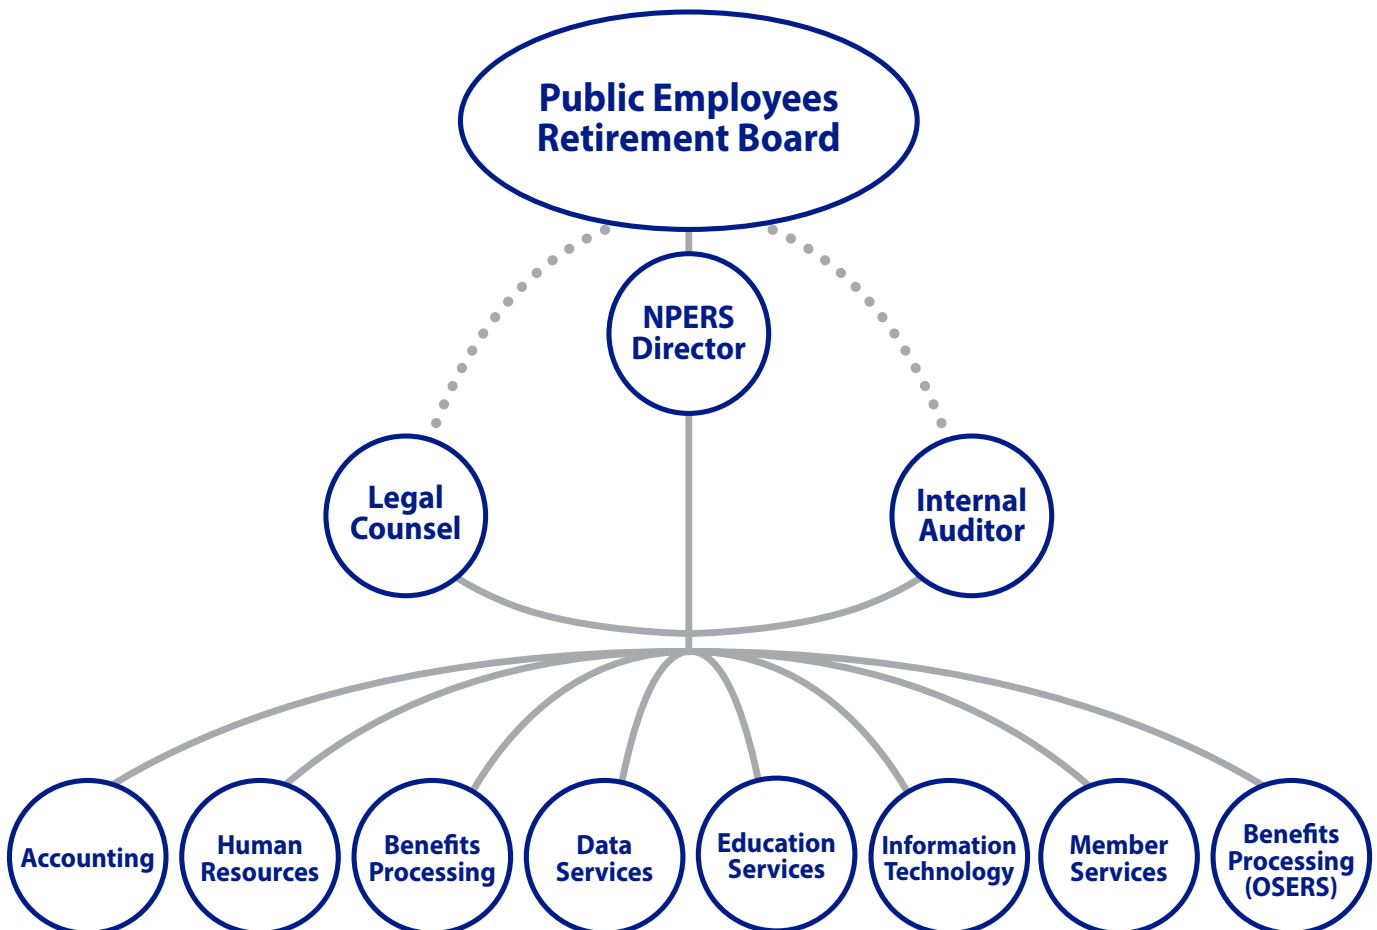 Public Employees
Retirement Board
NPERS
Director
Legal
Counsel
Internal
Auditor
Accounting
Human
Resources
Benefits
Processing
Data
Services
Education
Services
Information
Technology
Member
Services
Benefits
Processing
(OSERS)